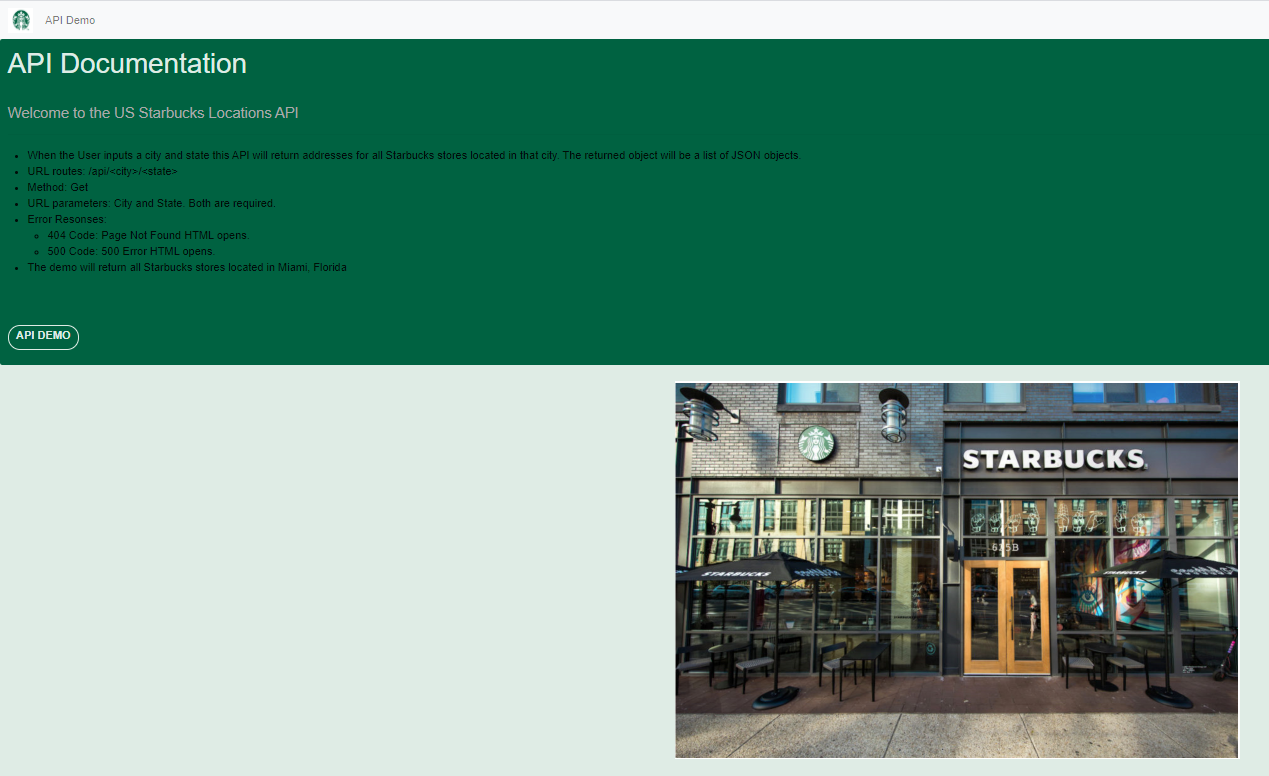 API Demo
API Documentation
Welcome to the US Starbucks Locations API
When the User inputs a city and state this API will return addresses for all Starbucks stores located in that city. The returned object will be a list of JSON objects.
URL routes: /api/<city>/<state>
Method: Get
URL parameters: City and State. Both are required.
Error Resonses:
404 Code: Page Not Found HTML opens.
500 Code: 500 Error HTML opens.
The demo will return all Starbucks stores located in Miami, Florida
API DEMO
STARBUCKS
625B
STARBUCKS